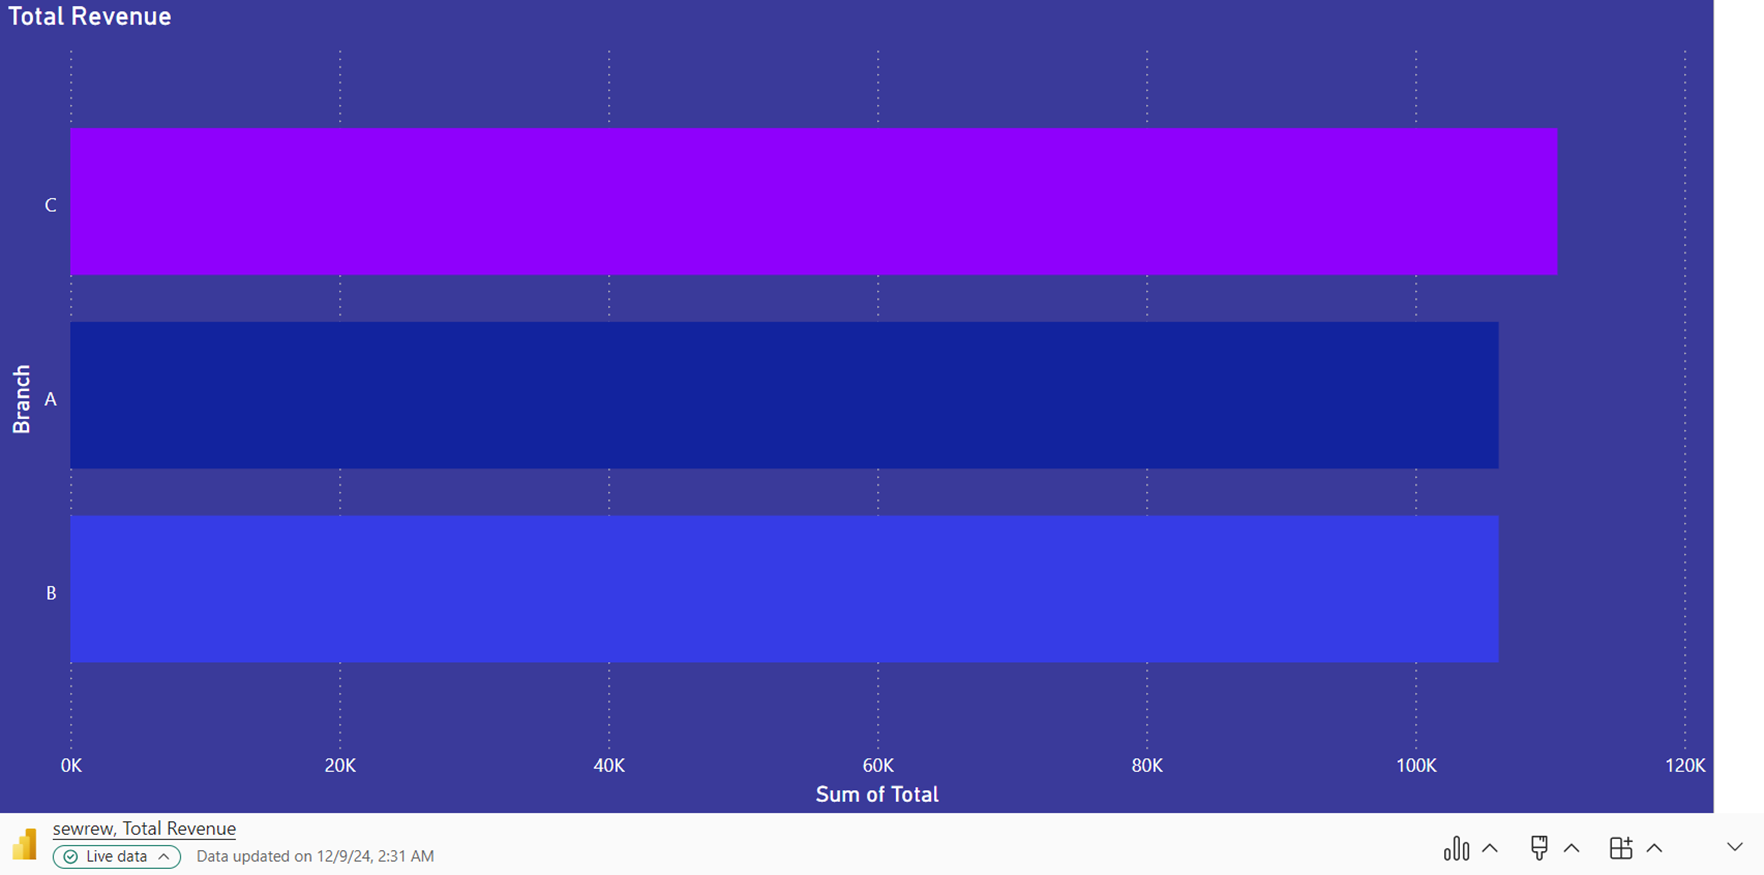 Total Revenue
Branch
C
A
B
0K 20K 40K 60K 80K 100K 120K
Sum of Total
sewrew, Total Revenue
Live data Data updated on 12/9/24, 2:31 AM